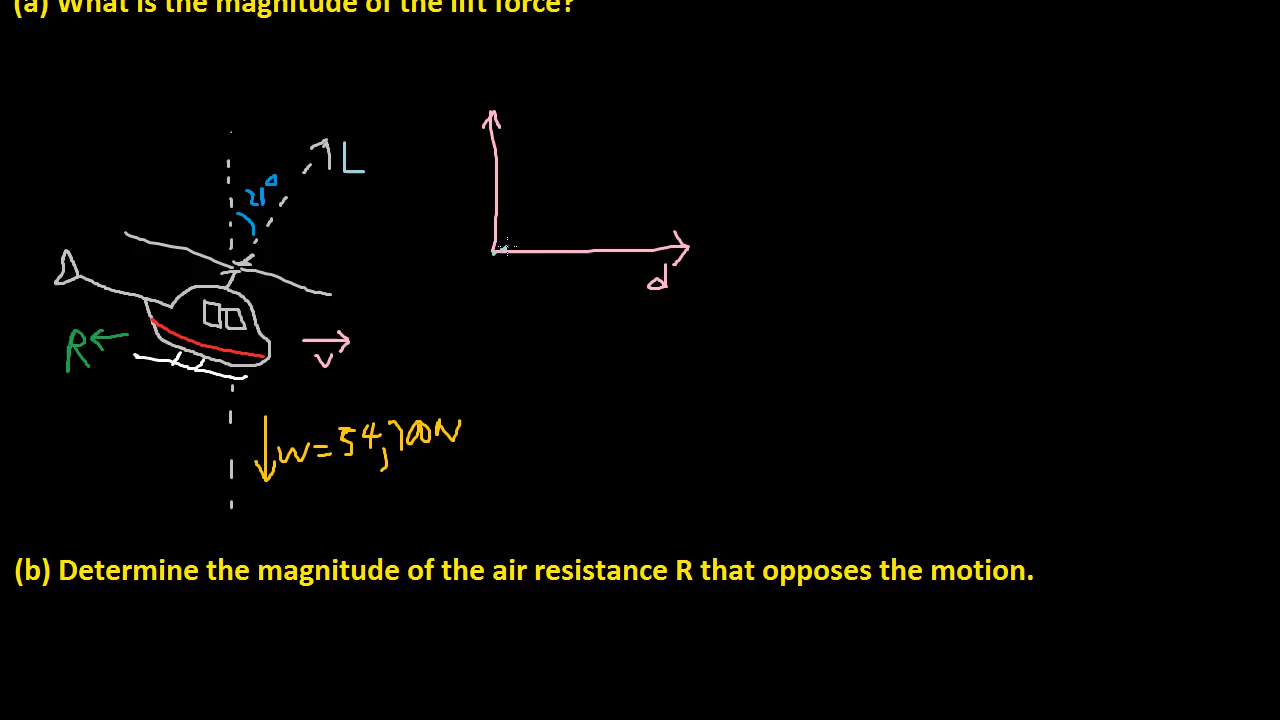 (a) What is the magnitude of the lift force?
L
21°
d
R
v
w = 54,700N
(b) Determine the magnitude of the air resistance R that opposes the motion.